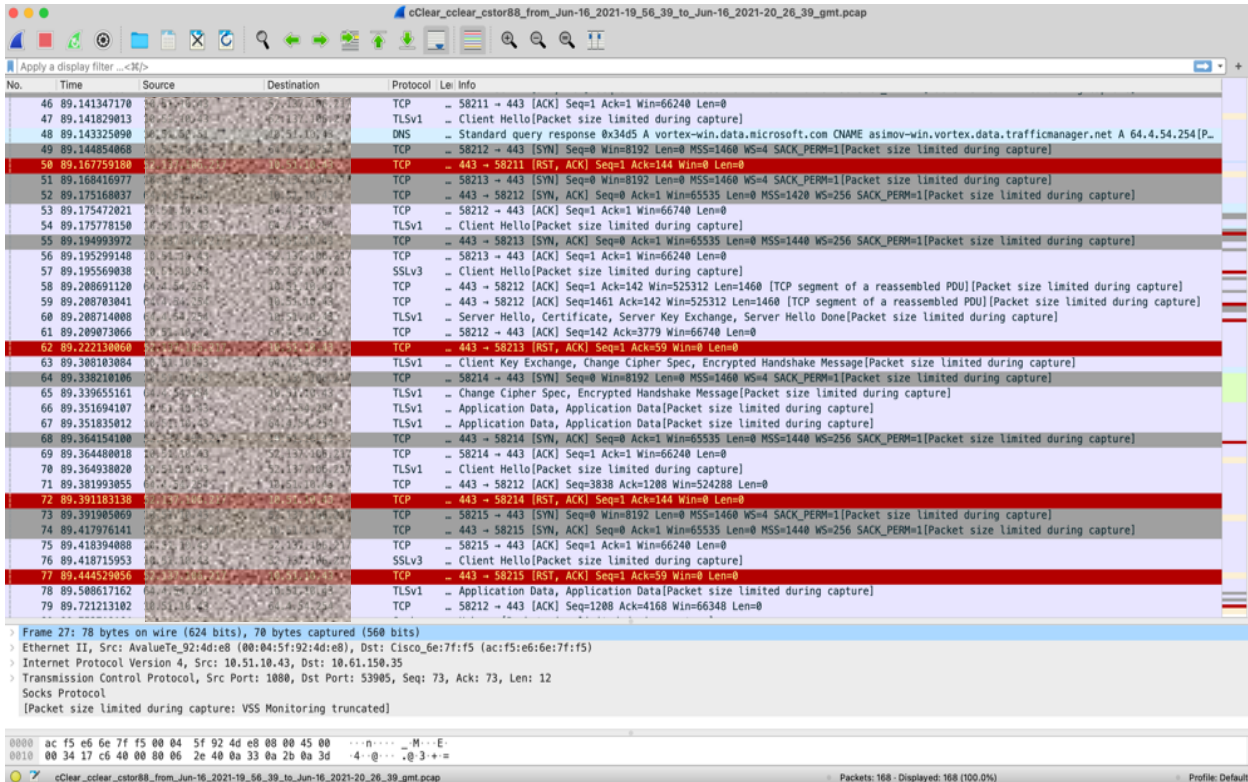 cClear_cclear_cstor88_from_Jun-16_2021-19_56_39_to_Jun-16_2021-20_26_39_gmt.pcap
Apply a display filter ...<⌘/>
No. Time Source Destination Protocol Len Info
46 89.141347170 TCP … 58211 → 443 [ACK] Seq=1 Ack=1 Win=66240 Len=0
47 89.141829013 TLSv1 … Client Hello[Packet size limited during capture]
48 89.143325090 DNS … Standard query response 0x34d5 A vortex-win.data.microsoft.com CNAME asimov-win.vortex.data.trafficmanager.net A 64.4.54.254[P…
49 89.144854068 TCP … 58212 → 443 [SYN] Seq=0 Win=8192 Len=0 MSS=1460 WS=4 SACK_PERM=1[Packet size limited during capture]
50 89.167759180 TCP … 443 → 58211 [RST, ACK] Seq=1 Ack=144 Win=0 Len=0
51 89.168416977 TCP … 58213 → 443 [SYN] Seq=0 Win=8192 Len=0 MSS=1460 WS=4 SACK_PERM=1[Packet size limited during capture]
52 89.175168037 TCP … 443 → 58212 [SYN, ACK] Seq=0 Ack=1 Win=65535 Len=0 MSS=1420 WS=256 SACK_PERM=1[Packet size limited during capture]
53 89.175472021 TCP … 58212 → 443 [ACK] Seq=1 Ack=1 Win=66740 Len=0
54 89.175778150 TLSv1 … Client Hello[Packet size limited during capture]
55 89.194993972 TCP … 443 → 58213 [SYN, ACK] Seq=0 Ack=1 Win=65535 Len=0 MSS=1440 WS=256 SACK_PERM=1[Packet size limited during capture]
56 89.195299148 TCP … 58213 → 443 [ACK] Seq=1 Ack=1 Win=66240 Len=0
57 89.195569038 SSLv3 … Client Hello[Packet size limited during capture]
58 89.208691120 TCP … 443 → 58212 [ACK] Seq=1 Ack=142 Win=525312 Len=1460 [TCP segment of a reassembled PDU][Packet size limited during capture]
59 89.208703041 TCP … 443 → 58212 [ACK] Seq=1461 Ack=142 Win=525312 Len=1460 [TCP segment of a reassembled PDU][Packet size limited during capture]
60 89.208714008 TLSv1 … Server Hello, Certificate, Server Key Exchange, Server Hello Done[Packet size limited during capture]
61 89.209073066 TCP … 58212 → 443 [ACK] Seq=142 Ack=3779 Win=66740 Len=0
62 89.222130060 TCP … 443 → 58213 [RST, ACK] Seq=1 Ack=59 Win=0 Len=0
63 89.308103084 TLSv1 … Client Key Exchange, Change Cipher Spec, Encrypted Handshake Message[Packet size limited during capture]
64 89.338210106 TCP … 58214 → 443 [SYN] Seq=0 Win=8192 Len=0 MSS=1460 WS=4 SACK_PERM=1[Packet size limited during capture]
65 89.339655161 TLSv1 … Change Cipher Spec, Encrypted Handshake Message[Packet size limited during capture]
66 89.351694107 TLSv1 … Application Data, Application Data[Packet size limited during capture]
67 89.351835012 TLSv1 … Application Data, Application Data[Packet size limited during capture]
68 89.364154100 TCP … 443 → 58214 [SYN, ACK] Seq=0 Ack=1 Win=65535 Len=0 MSS=1440 WS=256 SACK_PERM=1[Packet size limited during capture]
69 89.364480018 TCP … 58214 → 443 [ACK] Seq=1 Ack=1 Win=66240 Len=0
70 89.364938020 TLSv1 … Client Hello[Packet size limited during capture]
71 89.381993055 TCP … 443 → 58212 [ACK] Seq=3838 Ack=1208 Win=524288 Len=0
72 89.391183138 TCP … 443 → 58214 [RST, ACK] Seq=1 Ack=144 Win=0 Len=0
73 89.391905069 TCP … 58215 → 443 [SYN] Seq=0 Win=8192 Len=0 MSS=1460 WS=4 SACK_PERM=1[Packet size limited during capture]
74 89.417976141 TCP … 443 → 58215 [SYN, ACK] Seq=0 Ack=1 Win=65535 Len=0 MSS=1440 WS=256 SACK_PERM=1[Packet size limited during capture]
75 89.418394088 TCP … 58215 → 443 [ACK] Seq=1 Ack=1 Win=66240 Len=0
76 89.418715953 SSLv3 … Client Hello[Packet size limited during capture]
77 89.444529056 TCP … 443 → 58215 [RST, ACK] Seq=1 Ack=59 Win=0 Len=0
78 89.508617162 TLSv1 … Application Data, Application Data[Packet size limited during capture]
79 89.721213102 TCP … 58212 → 443 [ACK] Seq=1208 Ack=4168 Win=66348 Len=0
Frame 27: 78 bytes on wire (624 bits), 70 bytes captured (560 bits)
Ethernet II, Src: AvalueTe_92:4d:e8 (00:04:5f:92:4d:e8), Dst: Cisco_6e:7f:f5 (ac:f5:e6:6e:7f:f5)
Internet Protocol Version 4, Src: 10.51.10.43, Dst: 10.61.150.35
Transmission Control Protocol, Src Port: 1080, Dst Port: 53905, Seq: 73, Ack: 73, Len: 12
Socks Protocol
[Packet size limited during capture: VSS Monitoring truncated]
0000 ac f5 e6 6e 7f f5 00 04 5f 92 4d e8 08 00 45 00 ···n···· _·M···E·
0010 00 34 17 c6 40 00 80 06 2e 40 0a 33 0a 2b 0a 3d ·4··@··· .@·3·+·=
cClear_cclear_cstor88_from_Jun-16_2021-19_56_39_to_Jun-16_2021-20_26_39_gmt.pcap Packets: 168 · Displayed: 168 (100.0%) Profile: Default